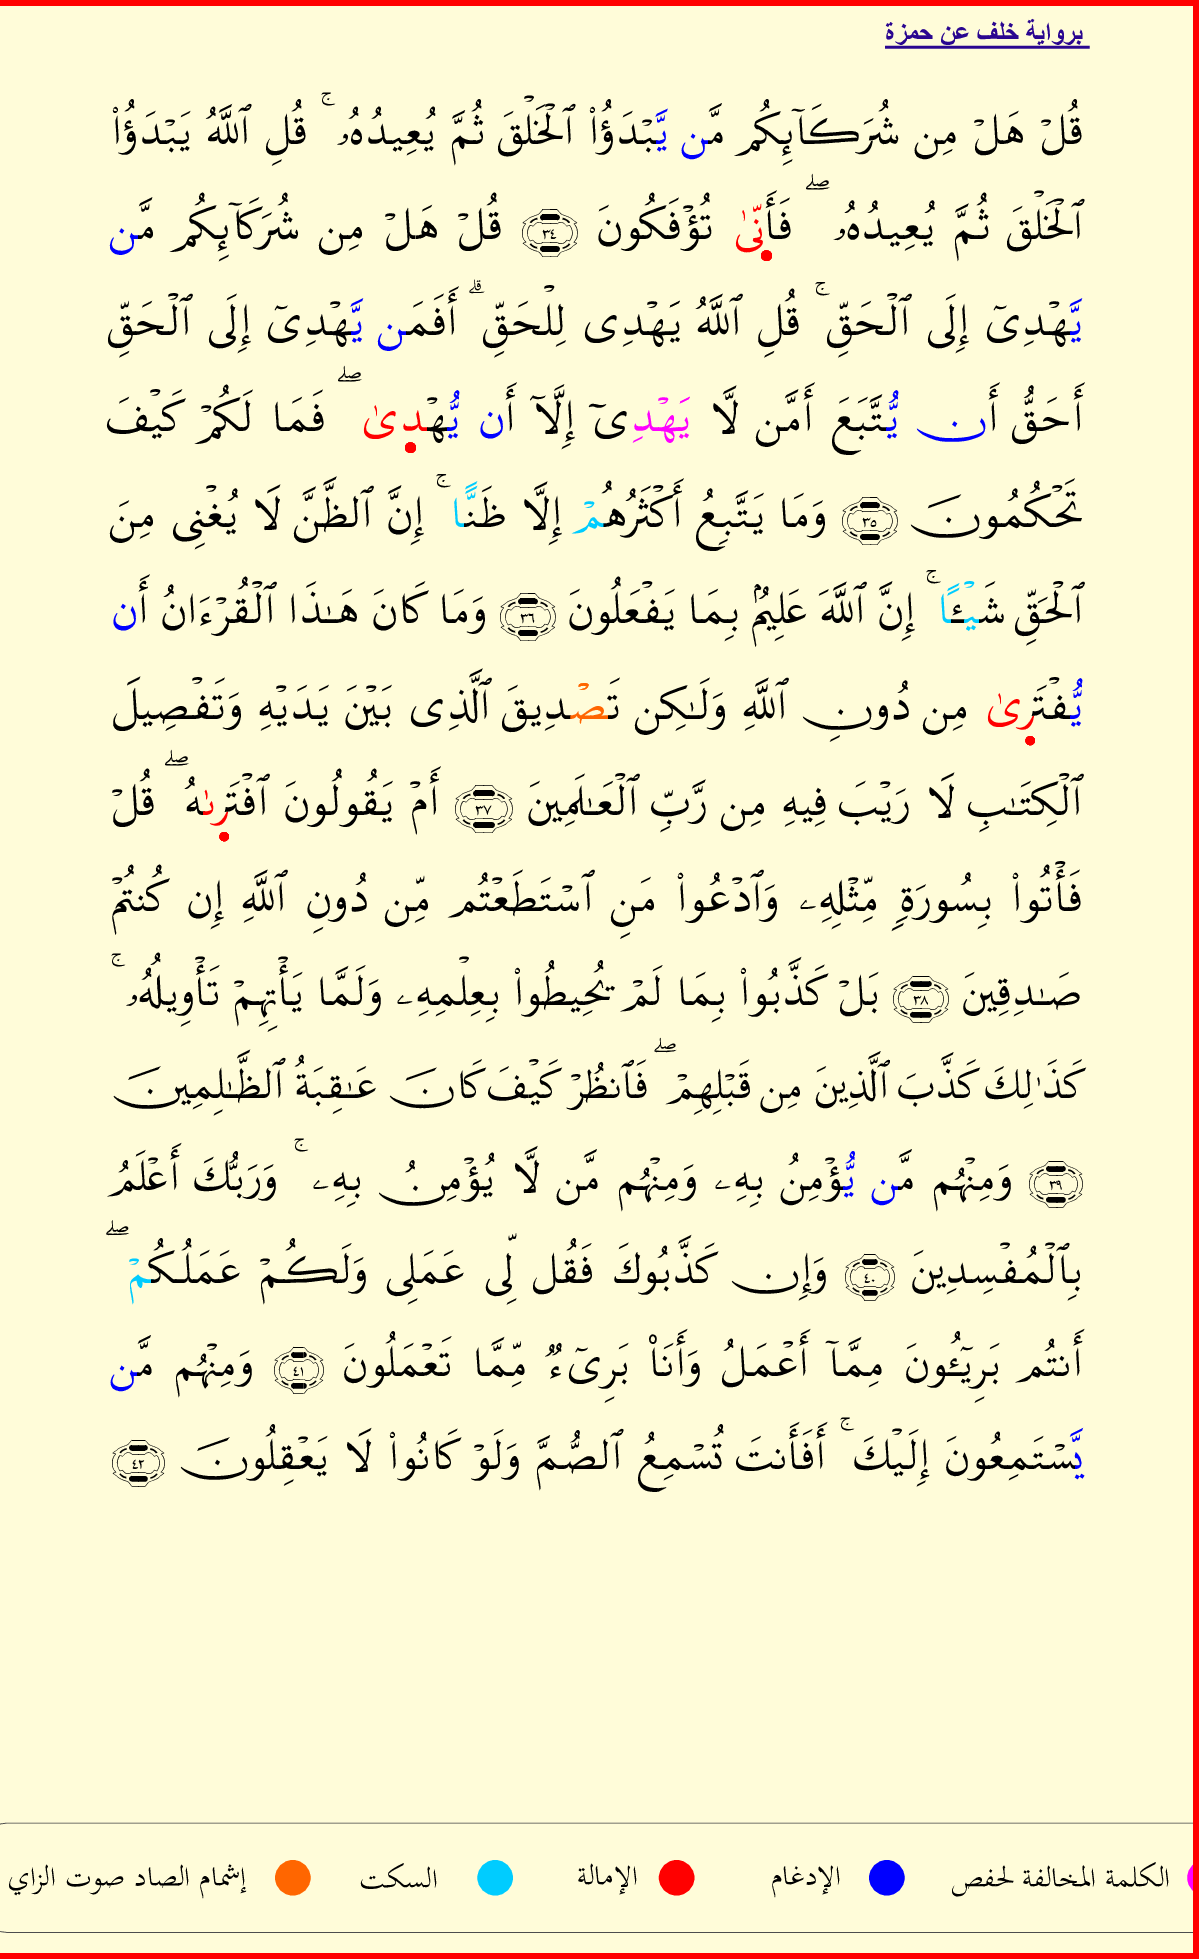 برواية خلف عن حمزة
قُلۡ هَلۡ مِن شُرَكَآئِكُم مَّن يَّبۡدَؤُاْ ٱلۡخَلۡقَ ثُمَّ يُعِيدُهُۥۚ قُلِ ٱللَّهُ يَبۡدَؤُاْ
ٱلۡخَلۡقَ ثُمَّ يُعِيدُهُۥۖ فَأَنّىٰ تُؤۡفَكُونَ ٣٤ قُلۡ هَلۡ مِن شُرَكَآئِكُم مَّن
يَّهۡدِىٓ إِلَى ٱلۡحَقِّۚ قُلِ ٱللَّهُ يَهۡدِى لِلۡحَقِّۗ أَفَمَن يَّهۡدِىٓ إِلَى ٱلۡحَقِّ
أَحَقُّ أَن يُّتَّبَعَ أَمَّن لَّا يَهۡدِىٓ إِلَّآ أَن يُّهۡدىٰۖ فَمَا لَكُمۡ كَيۡفَ
تَحۡكُمُونَ ٣٥ وَمَا يَتَّبِعُ أَكۡثَرُهُمۡ إِلَّا ظَنًّاۚ إِنَّ ٱلظَّنَّ لَا يُغۡنِى مِنَ
ٱلۡحَقِّ شَيۡـًٔاۚ إِنَّ ٱللَّهَ عَلِيمُۢ بِمَا يَفۡعَلُونَ ٣٦ وَمَا كَانَ هَـٰذَا ٱلۡقُرۡءَانُ أَن
يُّفۡتَرىٰ مِن دُونِ ٱللَّهِ وَلَـٰكِن تَصۡدِيقَ ٱلَّذِى بَيۡنَ يَدَيۡهِ وَتَفۡصِيلَ
ٱلۡكِتَـٰبِ لَا رَيۡبَ فِيهِ مِن رَّبِّ ٱلۡعَـٰلَمِينَ ٣٧ أَمۡ يَقُولُونَ ٱفۡتَرىٰهُۖ قُلۡ
فَأۡتُواْ بِسُورَةٍ مِّثۡلِهِۦ وَٱدۡعُواْ مَنِ ٱسۡتَطَعۡتُم مِّن دُونِ ٱللَّهِ إِن كُنتُمۡ
صَـٰدِقِينَ ٣٨ بَلۡ كَذَّبُواْ بِمَا لَمۡ يُحِيطُواْ بِعِلۡمِهِۦ وَلَمَّا يَأۡتِهِمۡ تَأۡوِيلُهُۥۚ
كَذَٰلِكَ كَذَّبَ ٱلَّذِينَ مِن قَبۡلِهِمۡۖ فَٱنظُرۡ كَيۡفَ كَانَ عَـٰقِبَةُ ٱلظَّـٰلِمِينَ
٣٩ وَمِنۡهُم مَّن يُّؤۡمِنُ بِهِۦ وَمِنۡهُم مَّن لَّا يُؤۡمِنُ بِهِۦۚ وَرَبُّكَ أَعۡلَمُ
بِٱلۡمُفۡسِدِينَ ٤٠ وَإِن كَذَّبُوكَ فَقُل لِّى عَمَلِى وَلَكُمۡ عَمَلُكُمۡۖ
أَنتُم بَرِيٓـُٔونَ مِمَّآ أَعۡمَلُ وَأَنَا۠ بَرِىٓءٌ مِّمَّا تَعۡمَلُونَ ٤١ وَمِنۡهُم مَّن
يَّسۡتَمِعُونَ إِلَيۡكَۚ أَفَأَنتَ تُسۡمِعُ ٱلصُّمَّ وَلَوۡ كَانُواْ لَا يَعۡقِلُونَ ٤٢
الكلمة المخالفة لحفص الإدغام الإمالة السكت إشمام الصاد صوت الزاي